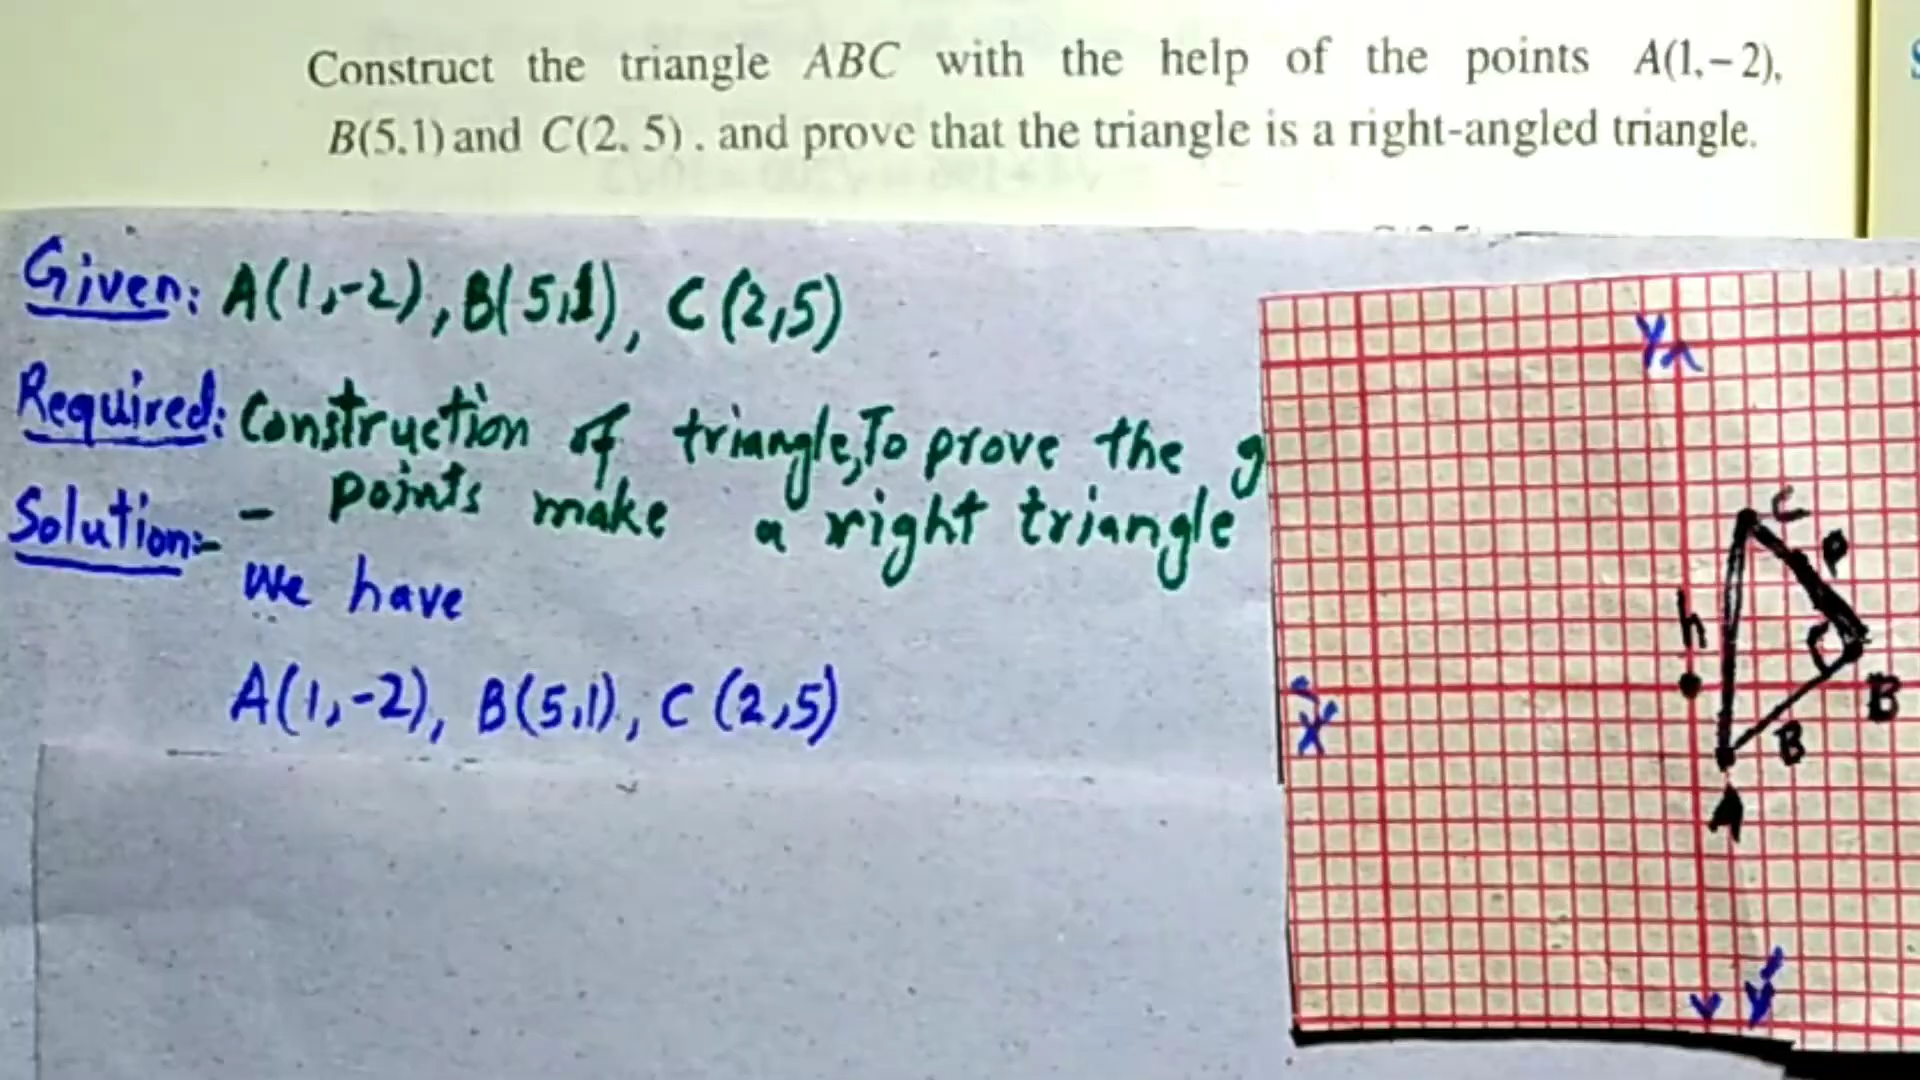 Construct the triangle ABC with the help of the points A(1,-2),
B(5,1) and C(2, 5), and prove that the triangle is a right-angled triangle.
Given: A(1,-2), B(5,1), C(2,5)
Required: Construction of triangle, To prove the g
- points make a right triangle
Solution:-
we have
A(1,-2), B(5,1), C(2,5)
Y
C
P
h
B
B
X'
A
Y'